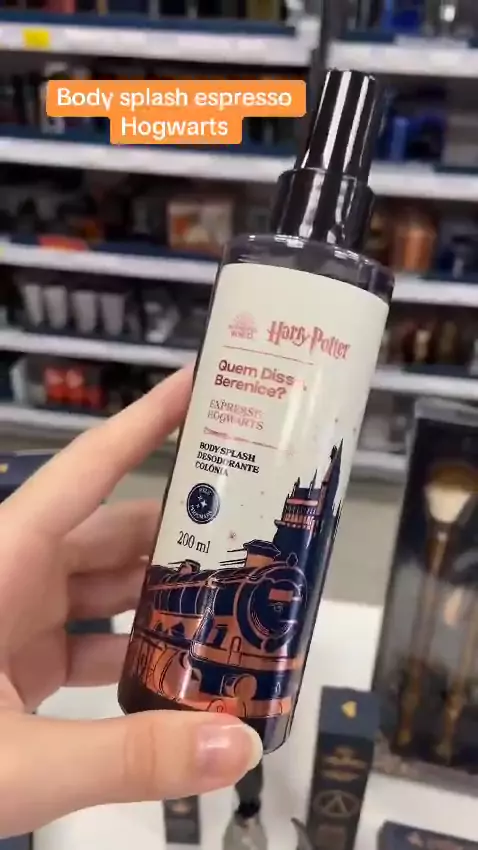 Body splash espresso
Hogwarts
Harry Potter
Quem Disse,
Berenice?
EXPRESSO
HOGWARTS
BODY SPLASH
DESODORANTE
COLÔNIA
200 ml